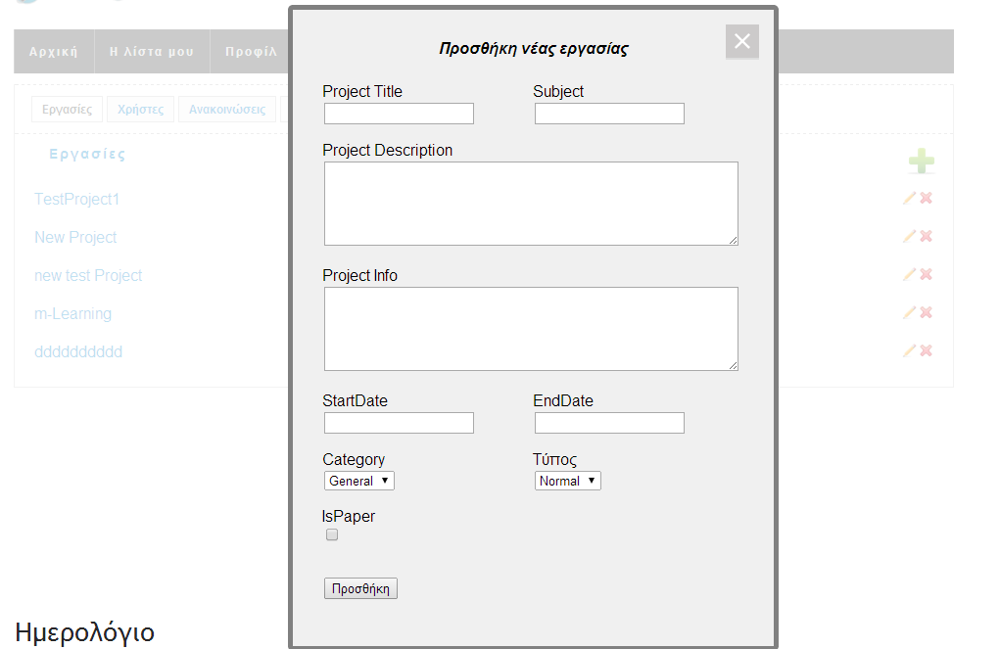 Αρχική Η λίστα μου Προφίλ
Προσθήκη νέας εργασίας
Εργασίες Χρήστες Ανακοινώσεις
Εργασίες
TestProject1
New Project
new test Project
m-Learning
dddddddddd
Project Title Subject
Project Description
Project Info
StartDate EndDate
Category Τύπος
General Normal
IsPaper
Προσθήκη
Ημερολόγιο